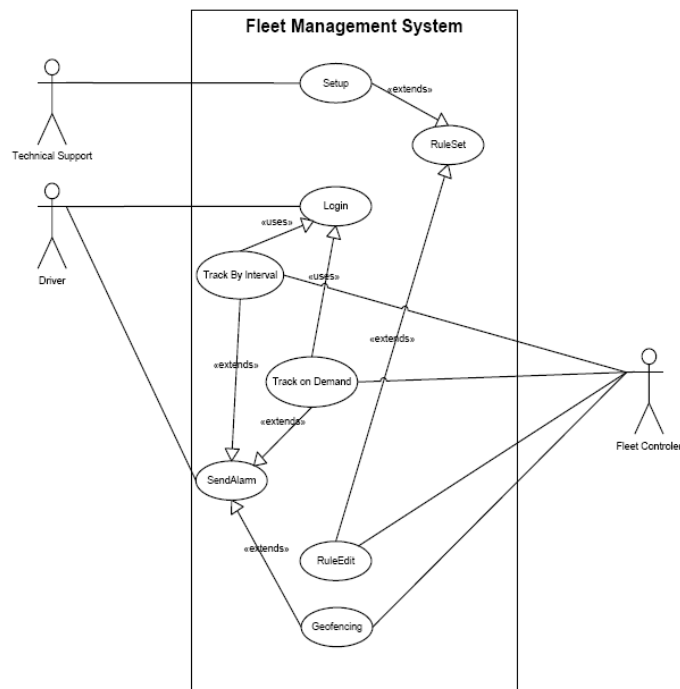 Fleet Management System
Setup
«extends»
Technical Support
RuleSet
Login
«uses»
Track By Interval
«uses»
Driver
«extends»
«extends»
Track on Demand
«extends»
Fleet Controler
SendAlarm
«extends»
RuleEdit
Geofencing